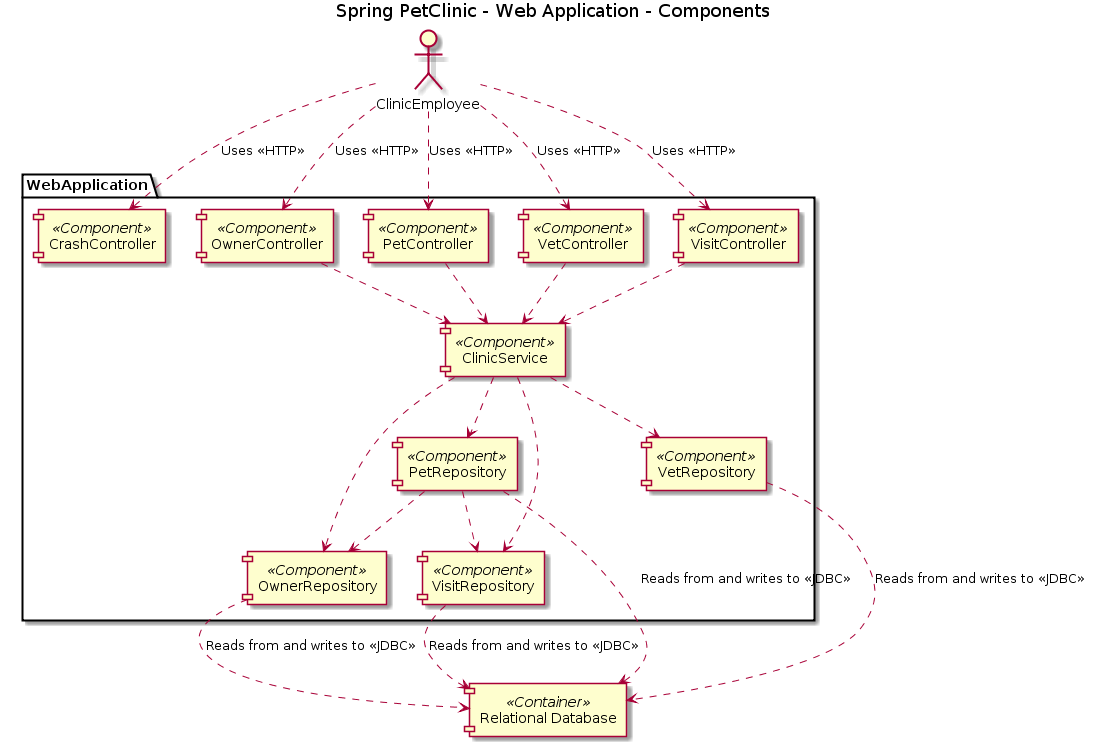 Spring PetClinic - Web Application - Components
ClinicEmployee
Uses «HTTP»
Uses «HTTP»
Uses «HTTP»
Uses «HTTP»
Uses «HTTP»
WebApplication
«Component»
CrashController
«Component»
OwnerController
«Component»
PetController
«Component»
VetController
«Component»
VisitController
«Component»
ClinicService
«Component»
PetRepository
«Component»
VetRepository
«Component»
OwnerRepository
«Component»
VisitRepository
Reads from and writes to «JDBC»
Reads from and writes to «JDBC»
Reads from and writes to «JDBC»
Reads from and writes to «JDBC»
«Container»
Relational Database